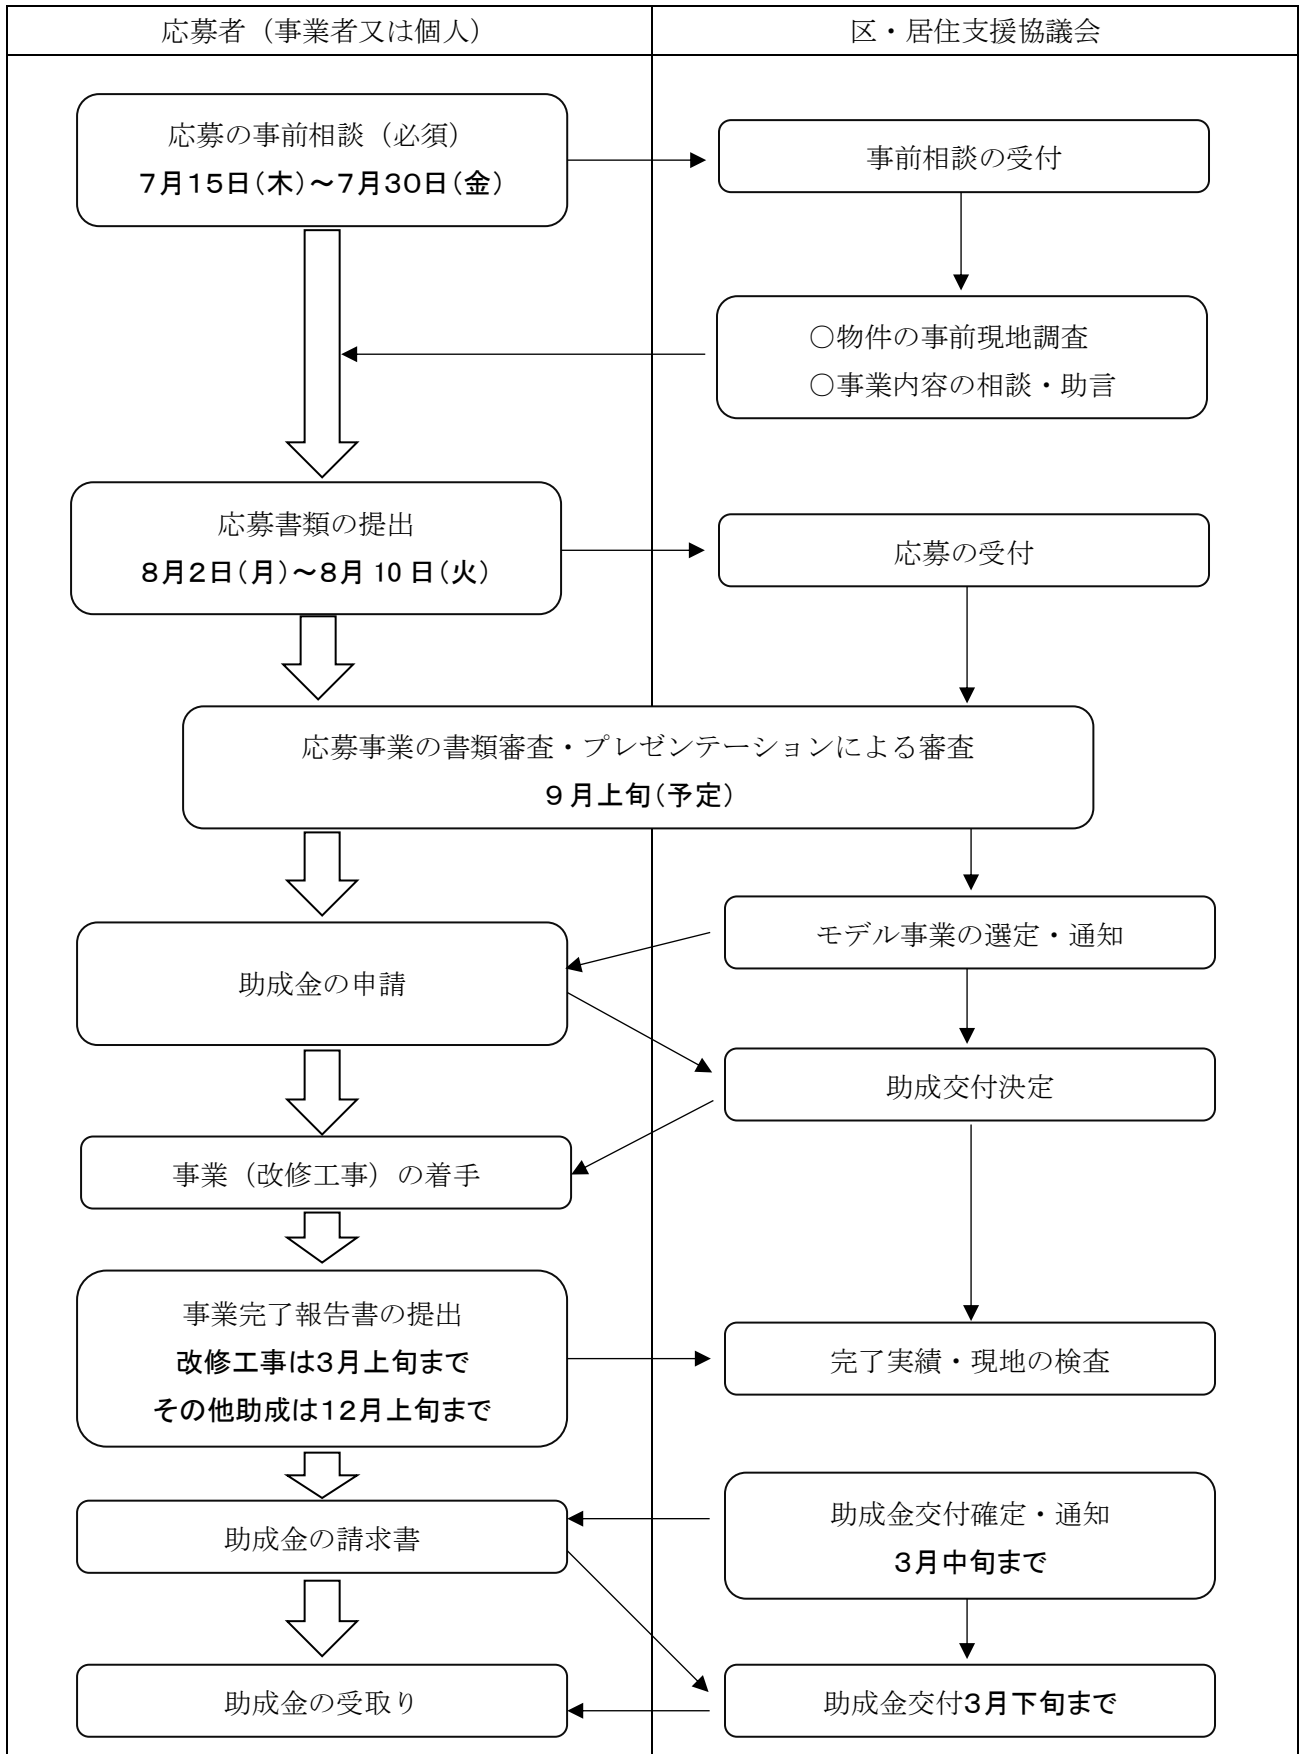 応募者（事業者又は個人）
区・居住支援協議会
応募の事前相談（必須）
７月１５日（木）～７月３０日（金）
事前相談の受付
○物件の事前現地調査
○事業内容の相談・助言
応募書類の提出
８月２日（月）～８月 10 日（火）
応募の受付
応募事業の書類審査・プレゼンテーションによる審査
９月上旬（予定）
モデル事業の選定・通知
助成金の申請
助成交付決定
事業（改修工事）の着手
事業完了報告書の提出
改修工事は３月上旬まで
その他助成は１２月上旬まで
完了実績・現地の検査
助成金交付確定・通知
３月中旬まで
助成金の請求書
助成金の受取り
助成金交付３月下旬まで